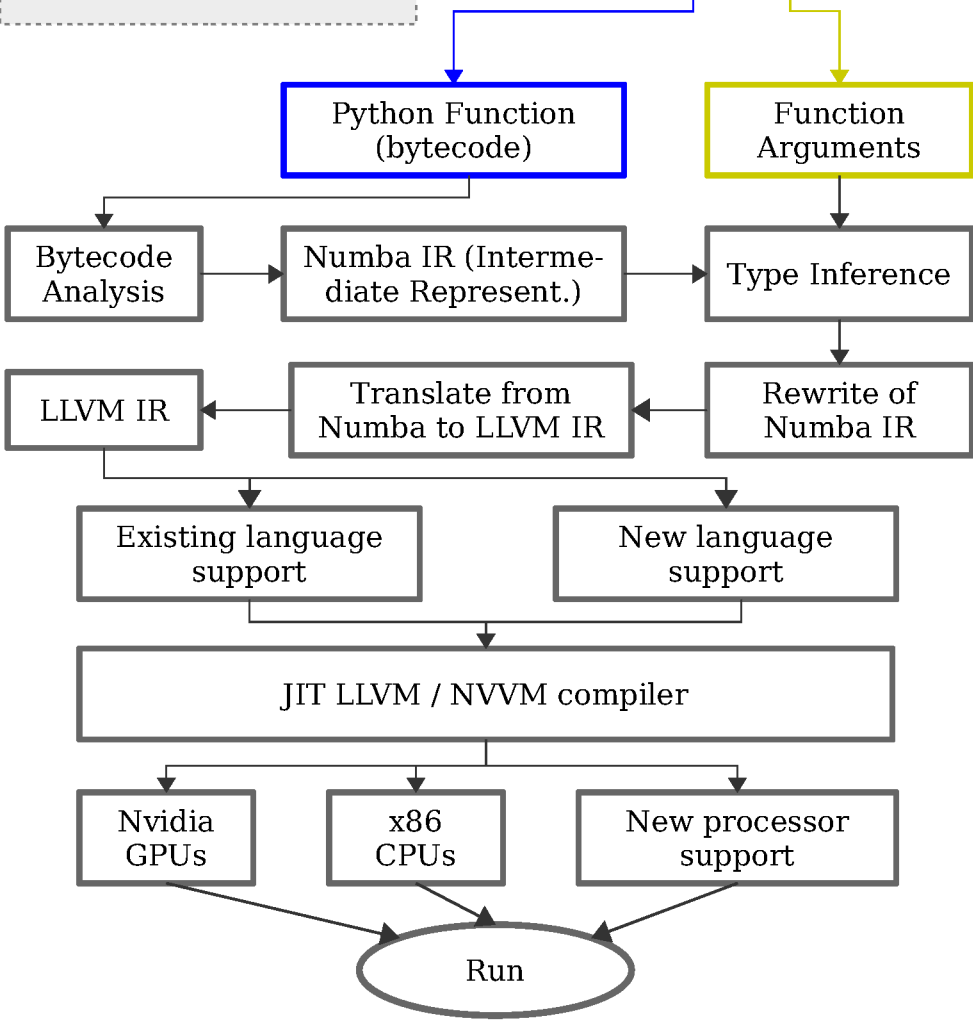 Python Function
(bytecode)
Function
Arguments
Bytecode
Analysis
Numba IR (Interme-
diate Represent.)
Type Inference
LLVM IR
Translate from
Numba to LLVM IR
Rewrite of
Numba IR
Existing language
support
New language
support
JIT LLVM / NVVM compiler
Nvidia
GPUs
x86
CPUs
New processor
support
Run